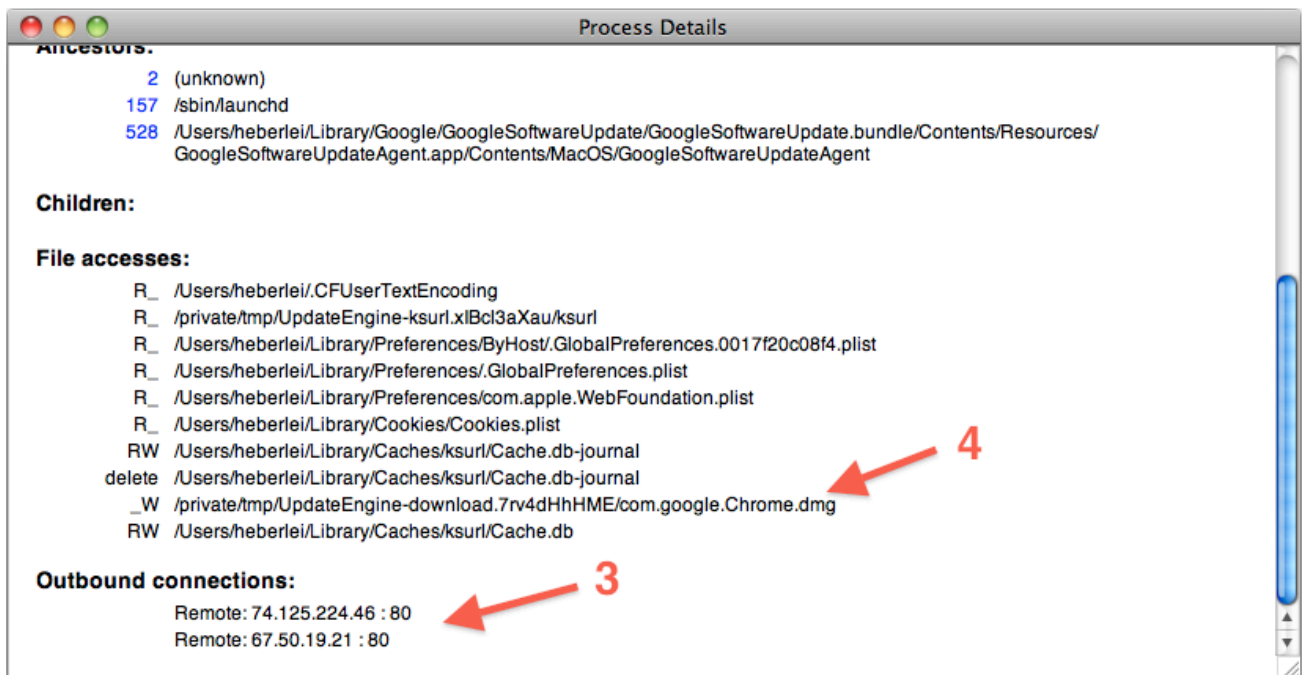 Process Details
Ancestors:
2 (unknown)
157 /sbin/launchd
528 /Users/heberlei/Library/Google/GoogleSoftwareUpdate/GoogleSoftwareUpdate.bundle/Contents/Resources/
GoogleSoftwareUpdateAgent.app/Contents/MacOS/GoogleSoftwareUpdateAgent
Children:
File accesses:
R_ /Users/heberlei/.CFUserTextEncoding
R_ /private/tmp/UpdateEngine-ksurl.xIBcl3aXau/ksurl
R_ /Users/heberlei/Library/Preferences/ByHost/.GlobalPreferences.0017f20c08f4.plist
R_ /Users/heberlei/Library/Preferences/.GlobalPreferences.plist
R_ /Users/heberlei/Library/Preferences/com.apple.WebFoundation.plist
R_ /Users/heberlei/Library/Cookies/Cookies.plist
RW /Users/heberlei/Library/Caches/ksurl/Cache.db-journal
delete /Users/heberlei/Library/Caches/ksurl/Cache.db-journal
_W /private/tmp/UpdateEngine-download.7rv4dHhHME/com.google.Chrome.dmg
RW /Users/heberlei/Library/Caches/ksurl/Cache.db
4
Outbound connections:
3
Remote: 74.125.224.46 : 80
Remote: 67.50.19.21 : 80